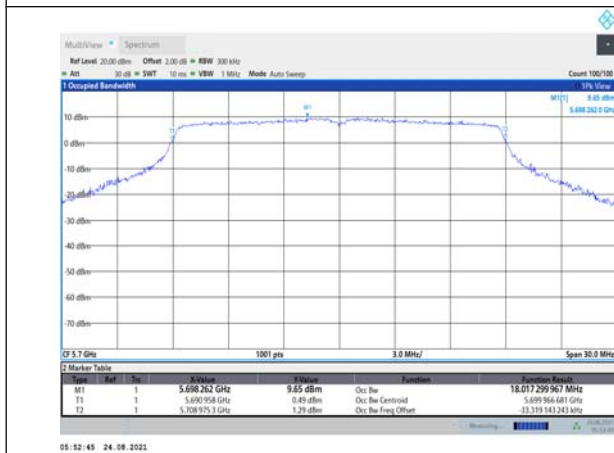 MultiView Spectrum
Ref Level 20.00 dBm Offset 2.00 dB RBW 300 kHz
Att 30 dB SWT 10 ms VBW 1 MHz Mode Auto Sweep Count 100/100
1 Occupied Bandwidth 1Pk View
M1[1] 9.65 dBm
5.698 262 0 GHz
M1
10 dBm
T1 T2
0 dBm
-10 dBm
-20 dBm
-30 dBm
-40 dBm
-50 dBm
-60 dBm
-70 dBm
CF 5.7 GHz 1001 pts 3.0 MHz/ Span 30.0 MHz
2 Marker Table
Type Ref Trc X-Value Y-Value Function Function Result
M1 1 5.698 262 GHz 9.65 dBm Occ Bw 18.017 299 967 MHz
T1 1 5.690 958 GHz 0.49 dBm Occ Bw Centroid 5.699 966 681 GHz
T2 1 5.708 975 3 GHz 1.29 dBm Occ Bw Freq Offset -33.319 143 243 kHz
Measuring...
05:52:45 24.08.2021